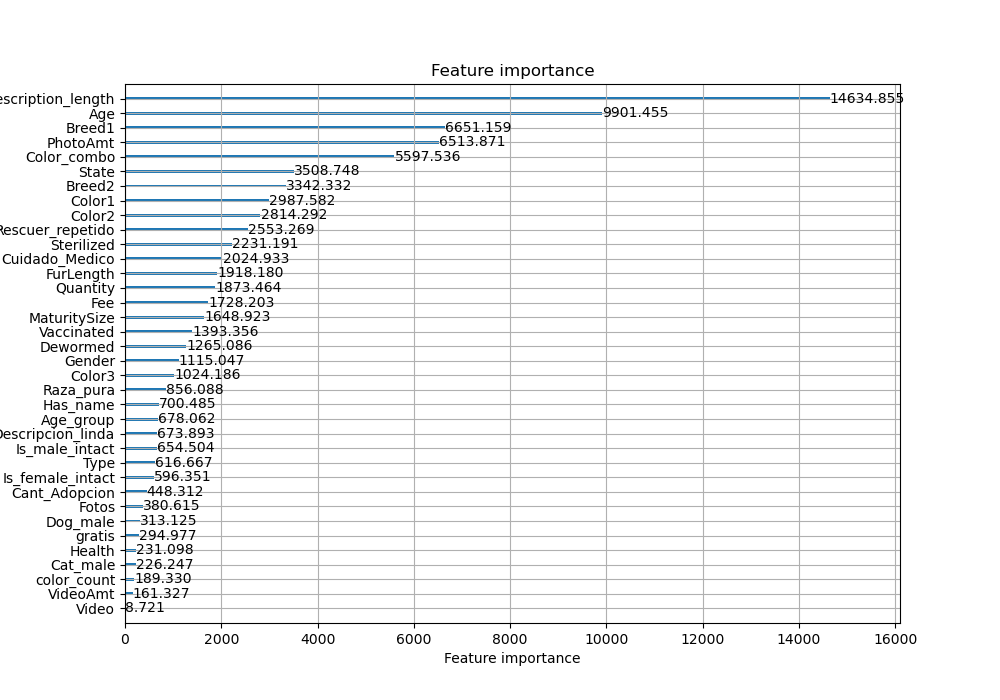 Feature importance
escription_length 14634.855
Age 9901.455
Breed1 6651.159
PhotoAmt 6513.871
Color_combo 5597.536
State 3508.748
Breed2 3342.332
Color1 2987.582
Color2 2814.292
Rescuer_repetido 2553.269
Sterilized 2231.191
Cuidado_Medico 2024.933
FurLength 1918.180
Quantity 1873.464
Fee 1728.203
MaturitySize 1648.923
Vaccinated 1393.356
Dewormed 1265.086
Gender 1115.047
Color3 1024.186
Raza_pura 856.088
Has_name 700.485
Age_group 678.062
Descripcion_linda 673.893
Is_male_intact 654.504
Type 616.667
Is_female_intact 596.351
Cant_Adopcion 448.312
Fotos 380.615
Dog_male 313.125
gratis 294.977
Health 231.098
Cat_male 226.247
color_count 189.330
VideoAmt 161.327
Video 8.721
0 2000 4000 6000 8000 10000 12000 14000 16000
Feature importance